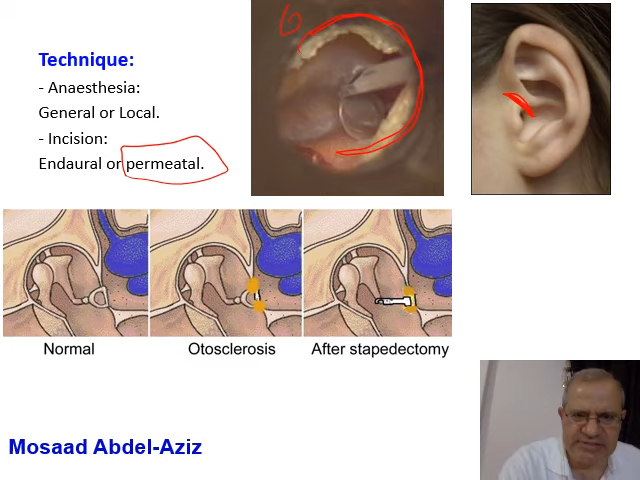 Technique:
- Anaesthesia:
General or Local.
- Incision:
Endaural or permeatal.
Normal
Otosclerosis
After stapedectomy
Mosaad Abdel-Aziz